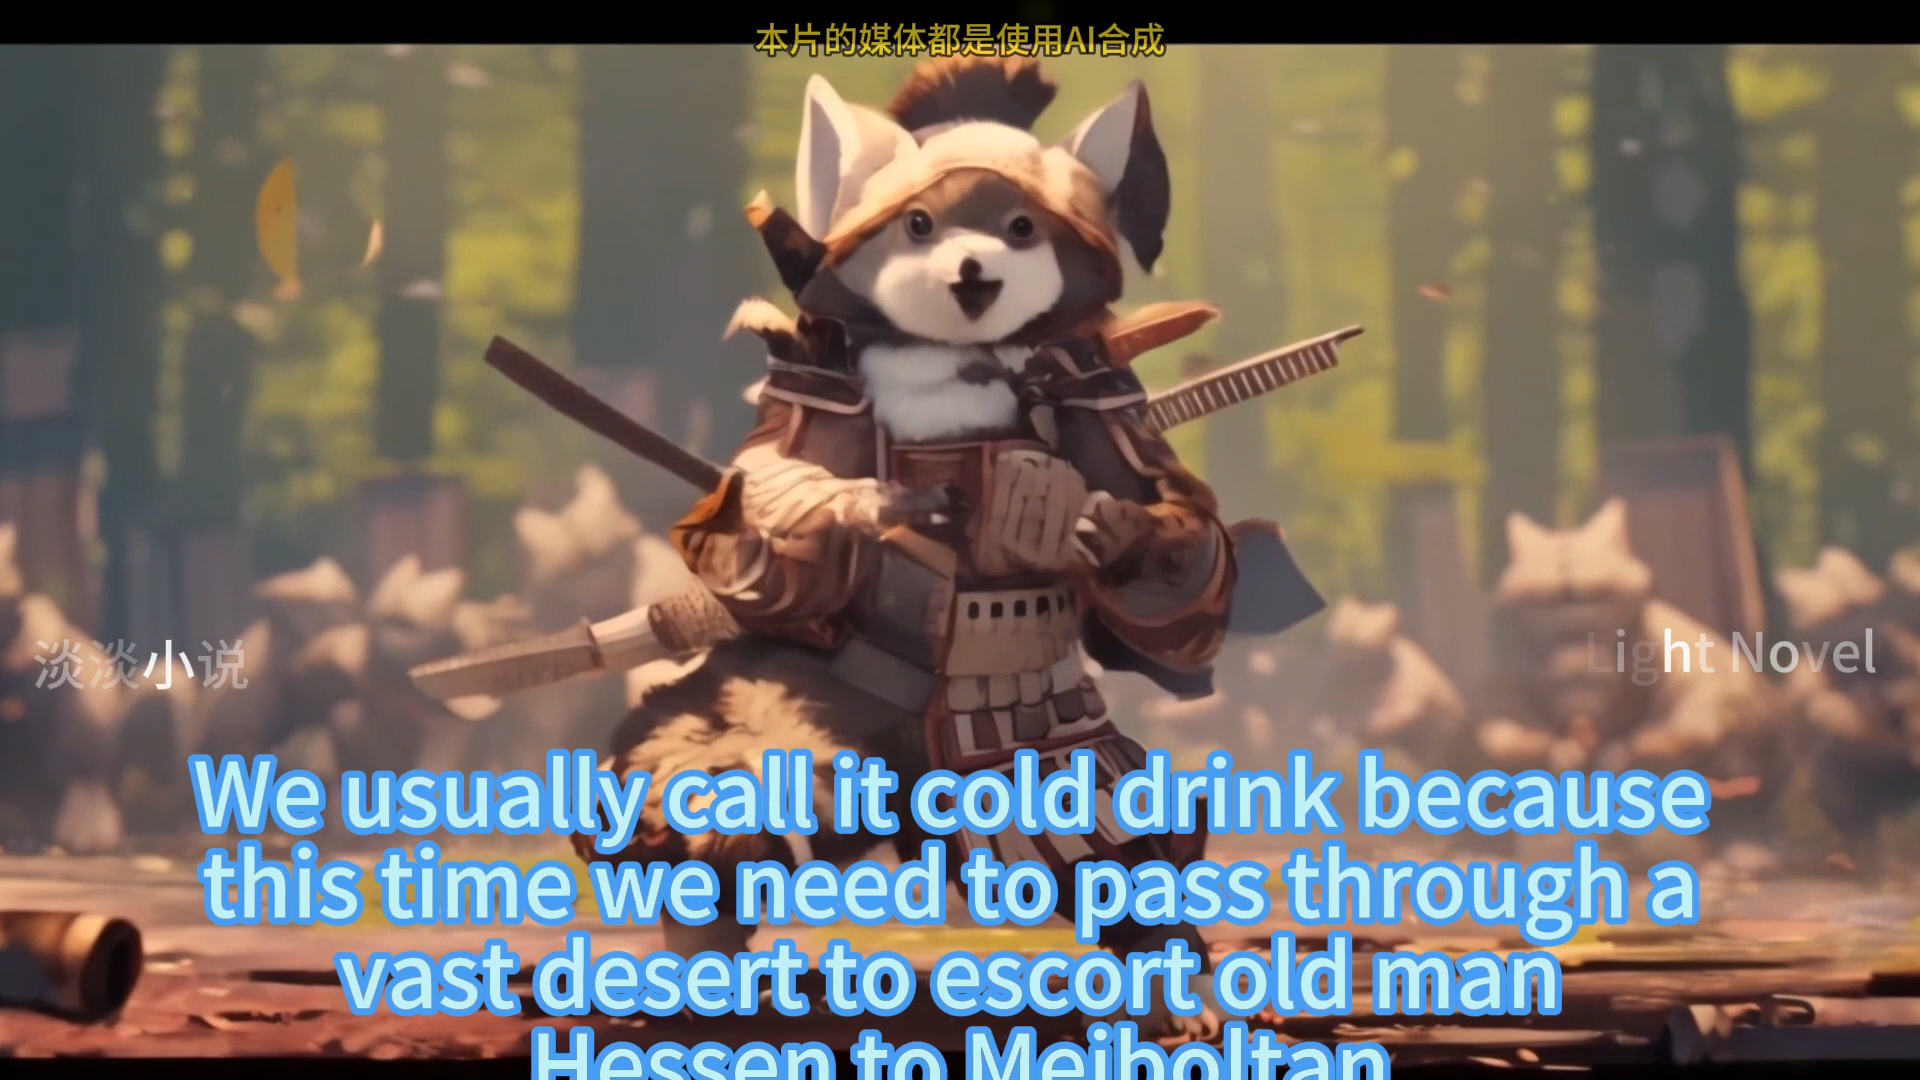 本片的媒体都是使用AI合成
淡淡小说
Light Novel
We usually call it cold drink because
this time we need to pass through a
vast desert to escort old man
Hessen to Meiboltan